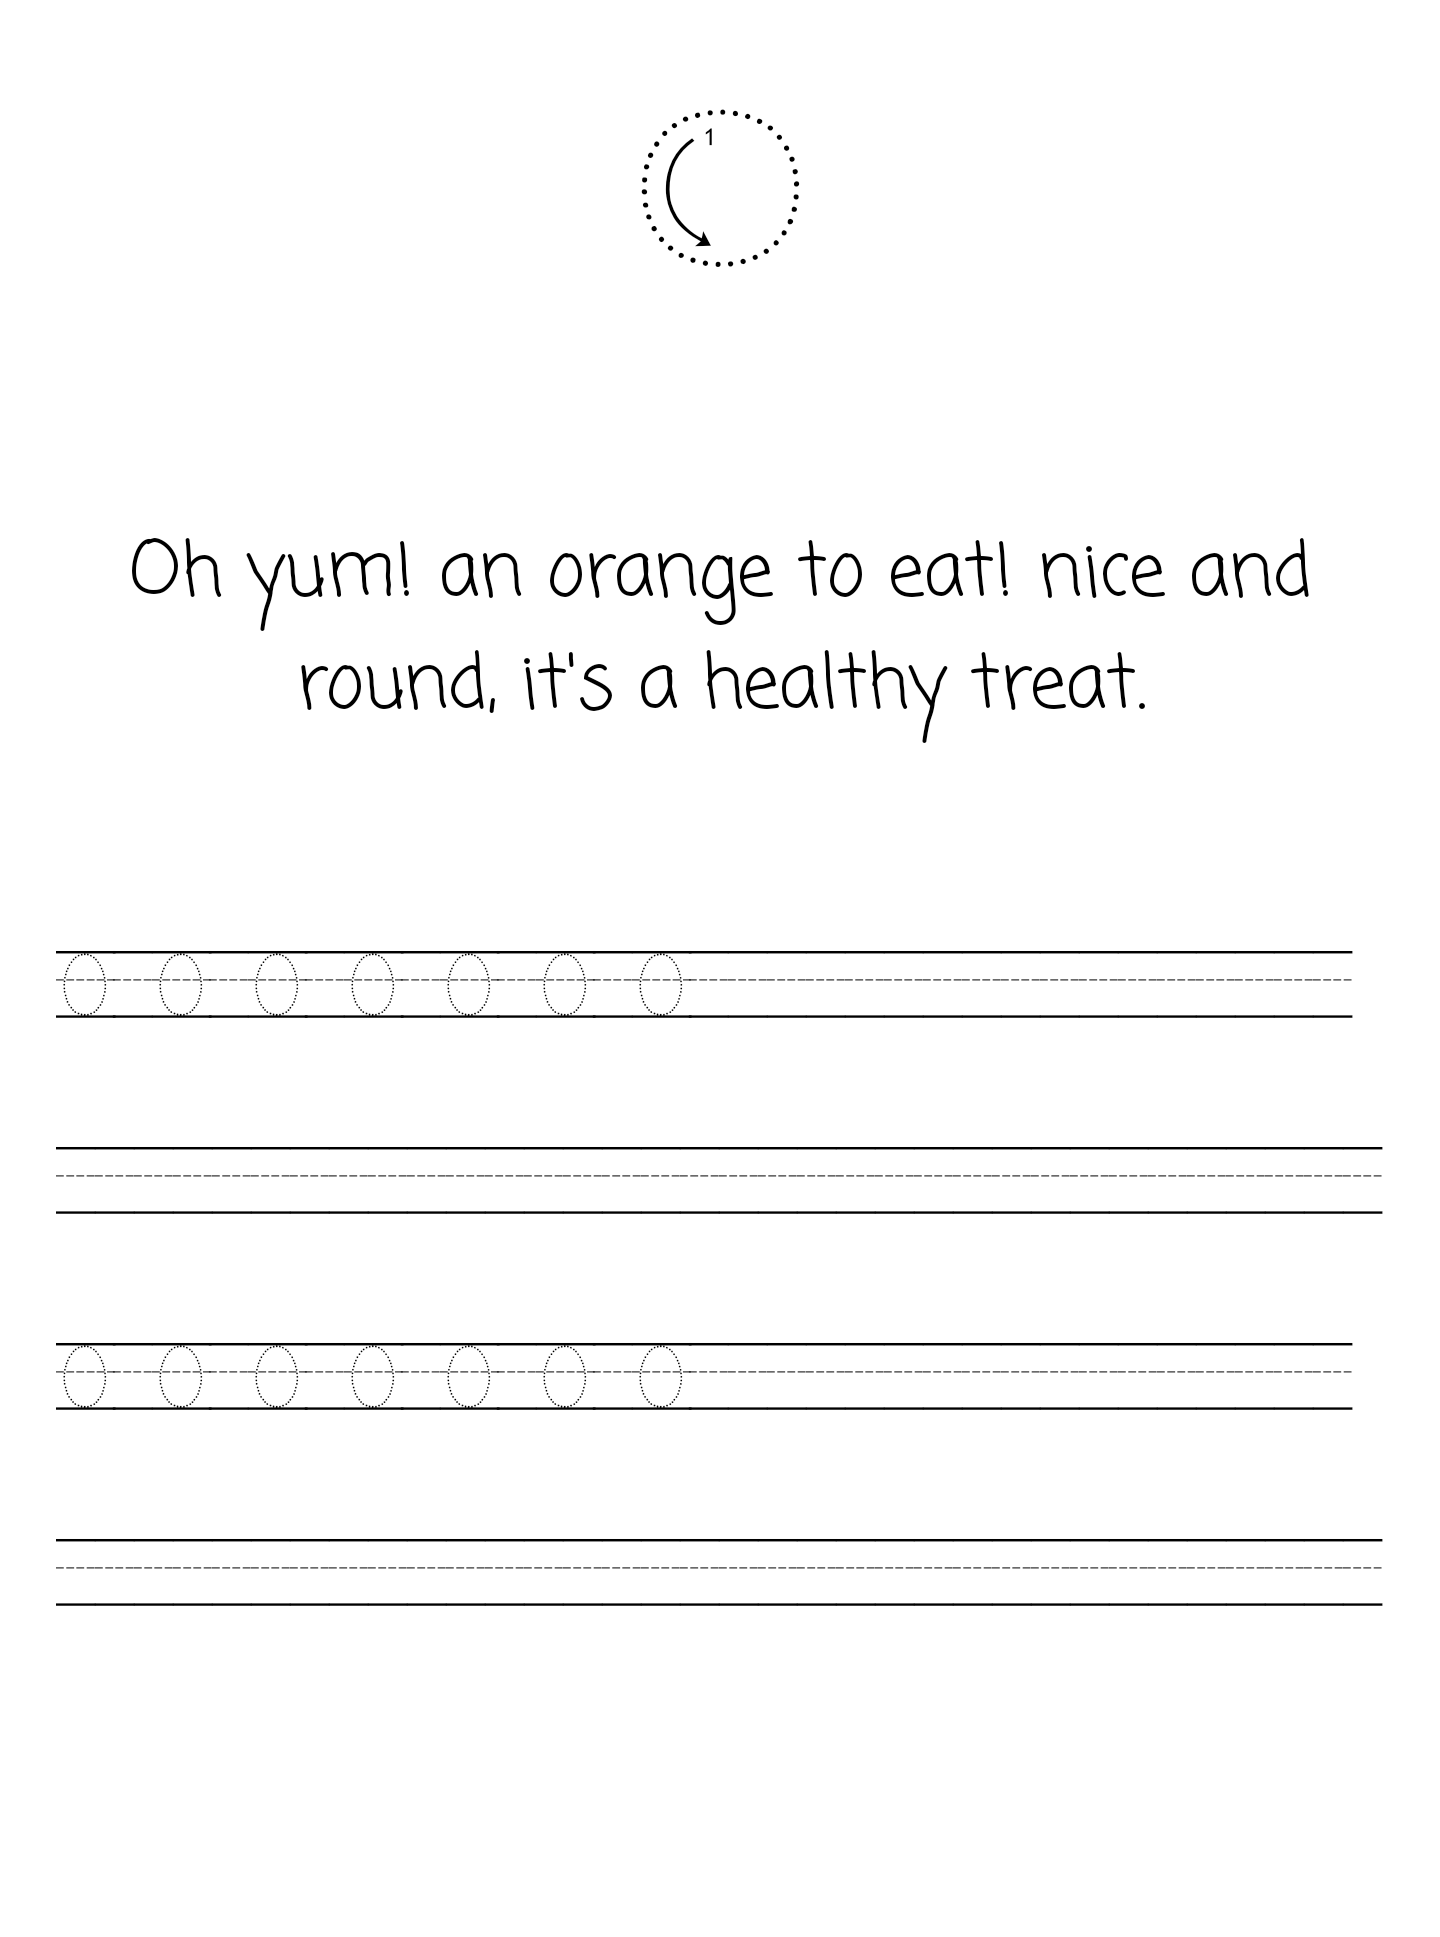 1
Oh yum! an orange to eat! nice and
round, it's a healthy treat.
o o o o o o o
o o o o o o o